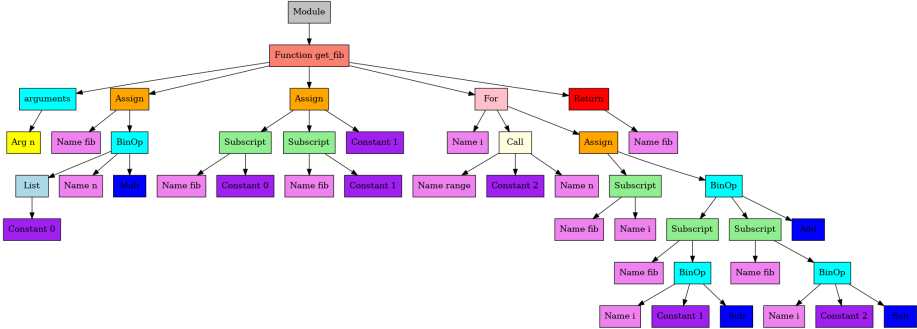 Module
Function get_fib
arguments Assign Assign For Return
Arg n Name fib BinOp Subscript Subscript Constant 1 Name i Call Assign Name fib
List Name n Mult Name fib Constant 0 Name fib Constant 1 Name range Constant 2 Name n Subscript BinOp
Constant 0 Name fib Name i Subscript Subscript Add
Name fib BinOp Name fib BinOp
Name i Constant 1 Sub Name i Constant 2 Sub